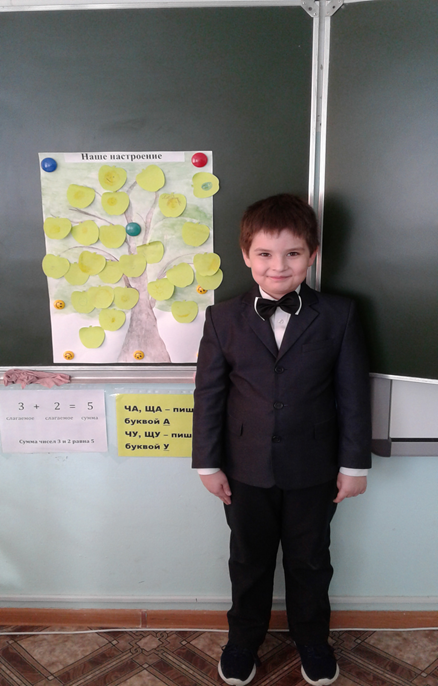 Наше настроение
3 + 2 = 5
слагаемое слагаемое сумма
Сумма чисел 3 и 2 равна 5
ЧА, ЩА – пиш
буквой А
ЧУ, ЩУ – пиш
буквой У